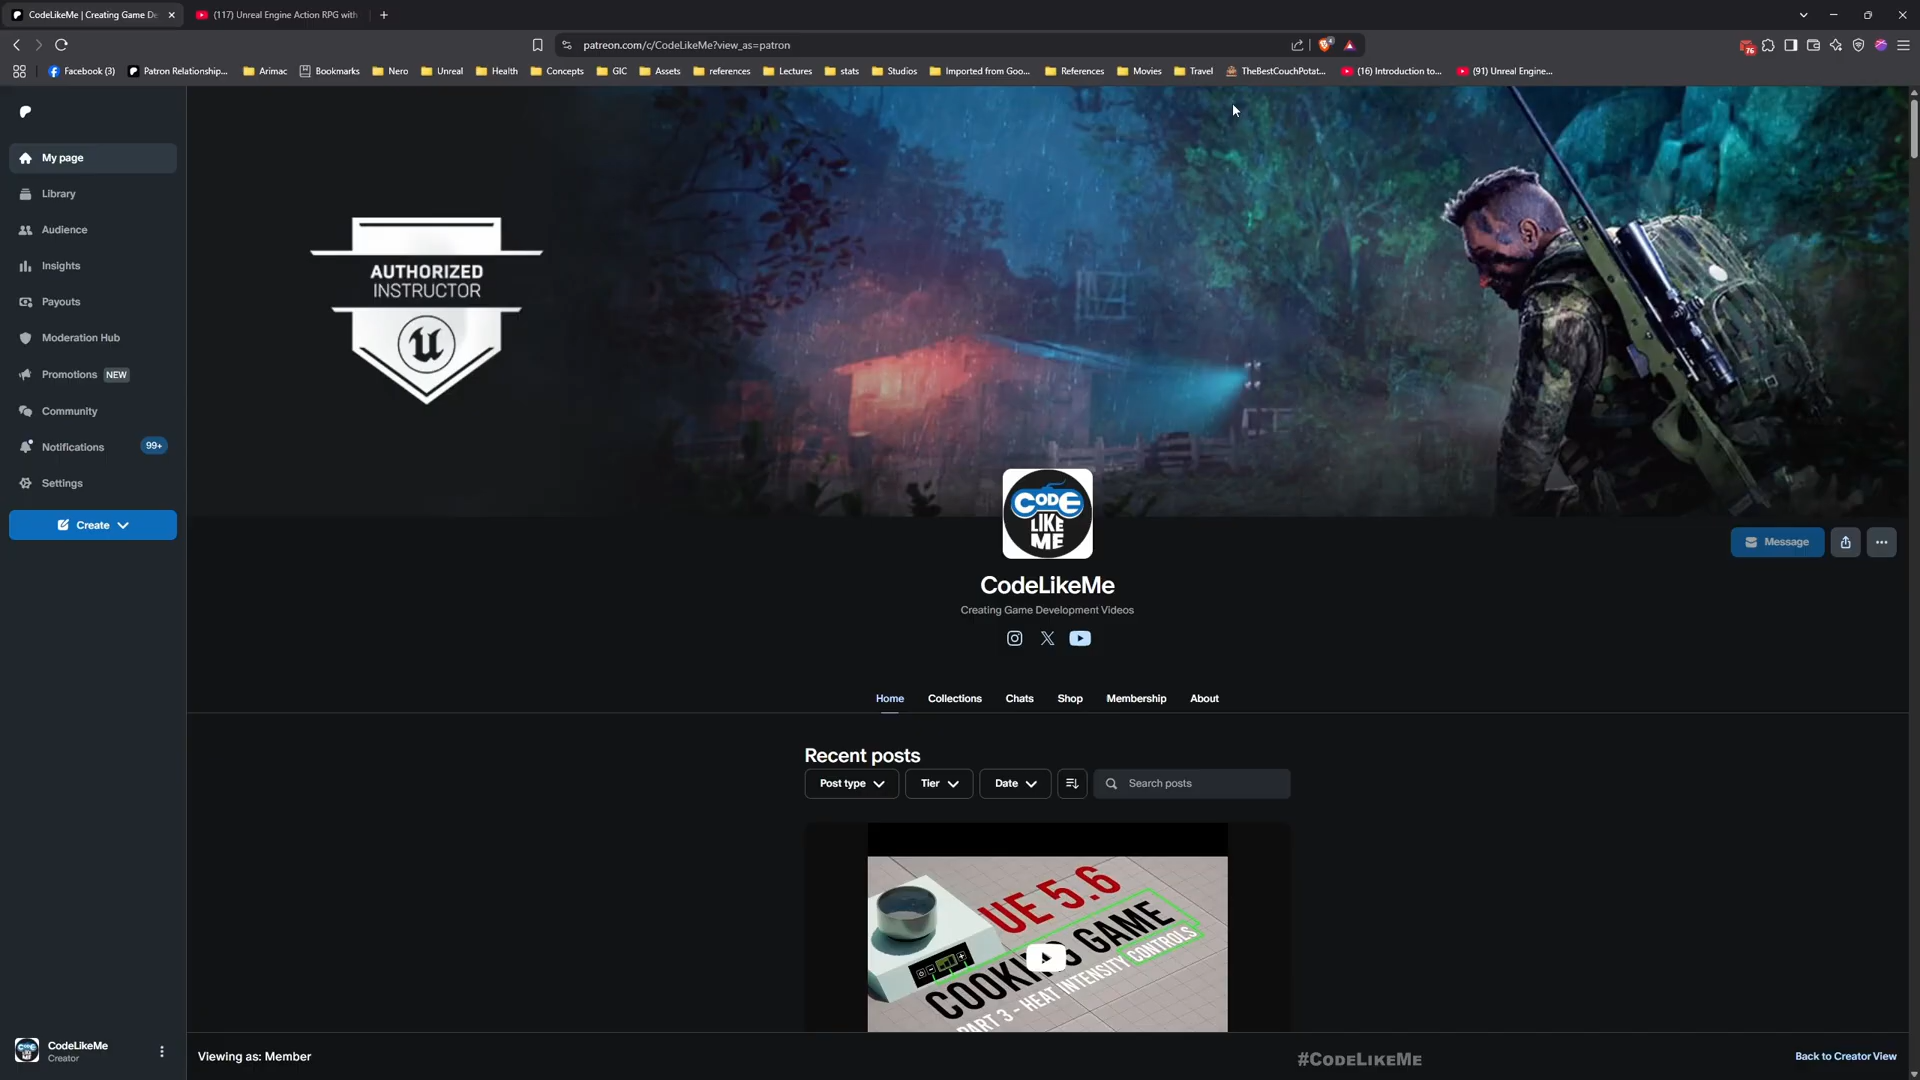 CodeLikeMe | Creating Game De
(117) Unreal Engine Action RPG with
patreon.com/c/CodeLikeMe?view_as=patron
4
76
Facebook (3)
Patron Relationship...
Arimac
Bookmarks
Nero
Unreal
Health
Concepts
GIC
Assets
references
Lectures
stats
Studios
Imported from Goo...
References
Movies
Travel
TheBestCouchPotat...
(16) Introduction to...
(91) Unreal Engine...
My page
Library
Audience
Insights
Payouts
Moderation Hub
Promotions NEW
Community
Notifications 99+
Settings
Create
AUTHORIZED
INSTRUCTOR
CODE
LIKE
ME
Message
CodeLikeMe
Creating Game Development Videos
Home
Collections
Chats
Shop
Membership
About
Recent posts
Post type
Tier
Date
Search posts
UE 5.6
COOKING GAME
PART 3 - HEAT INTENSITY CONTROLS
CodeLikeMe
Creator
Viewing as: Member
#CodeLikeMe
Back to Creator View